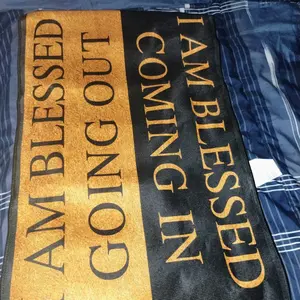 I AM BLESSED
COMING IN
I AM BLESSED
GOING OUT